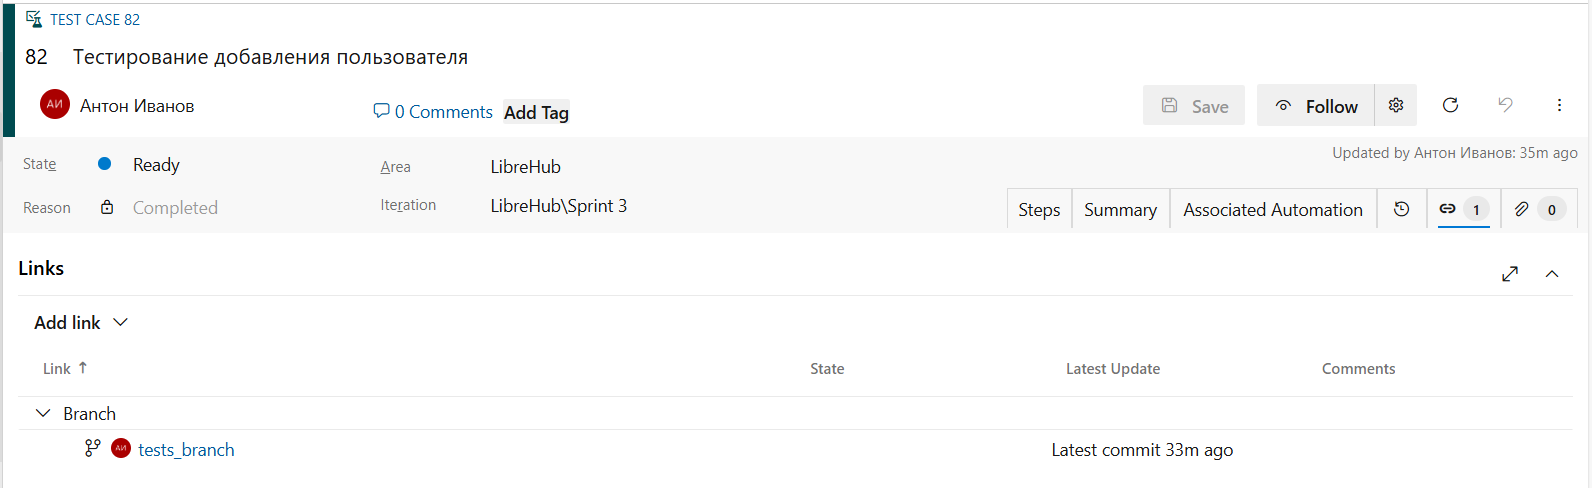 TEST CASE 82
82 Тестирование добавления пользователя
АИ Антон Иванов 0 Comments Add Tag Save Follow
State Ready Area LibreHub Updated by Антон Иванов: 35m ago
Reason Completed Iteration LibreHub\Sprint 3 Steps Summary Associated Automation 1 0
Links
Add link
Link ↑ State Latest Update Comments
Branch
АИ tests_branch Latest commit 33m ago